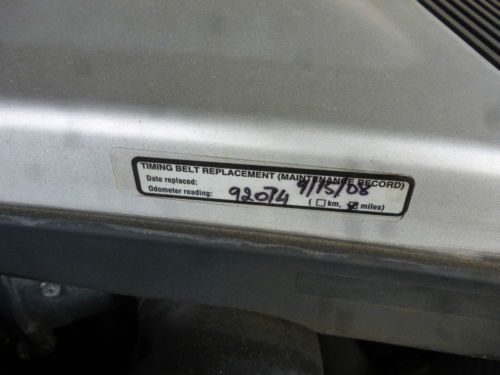 TIMING BELT REPLACEMENT (MAINTENANCE RECORD)
Date replaced: 9/15/08
Odometer reading: 92074 ( km, miles)